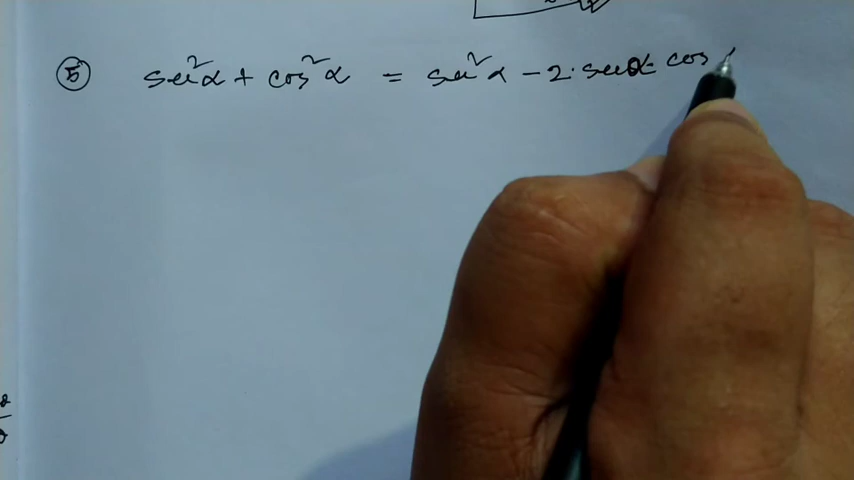 ⑤ sec²α + cos²α = sec²α - 2·secα·cos